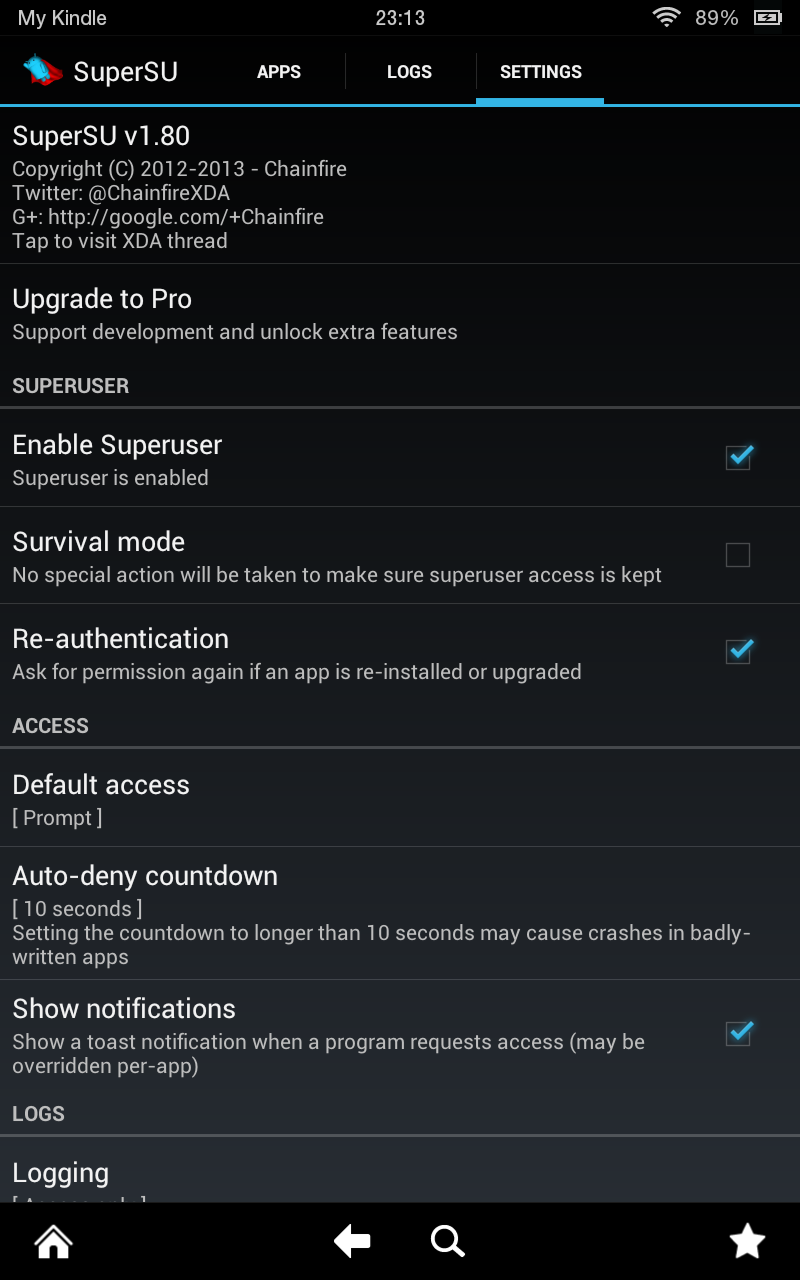 My Kindle 23:13 89%
SuperSU APPS LOGS SETTINGS
SuperSU v1.80
Copyright (C) 2012-2013 - Chainfire
Twitter: @ChainfireXDA
G+: http://google.com/+Chainfire
Tap to visit XDA thread
Upgrade to Pro
Support development and unlock extra features
SUPERUSER
Enable Superuser
Superuser is enabled
Survival mode
No special action will be taken to make sure superuser access is kept
Re-authentication
Ask for permission again if an app is re-installed or upgraded
ACCESS
Default access
[ Prompt ]
Auto-deny countdown
[ 10 seconds ]
Setting the countdown to longer than 10 seconds may cause crashes in badly-
written apps
Show notifications
Show a toast notification when a program requests access (may be
overridden per-app)
LOGS
Logging